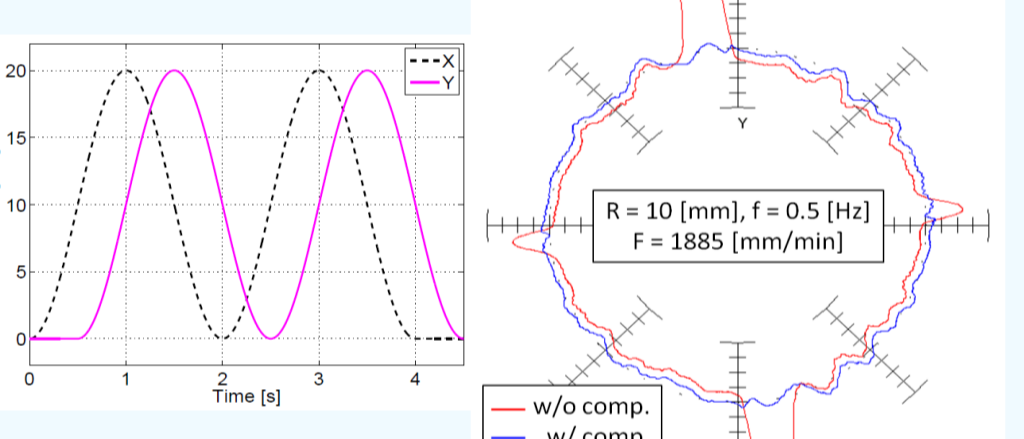 20
15
10
5
0
0
1
2
3
4
Time [s]
X
Y
Y
R = 10 [mm], f = 0.5 [Hz]
F = 1885 [mm/min]
w/o comp.
w/ comp